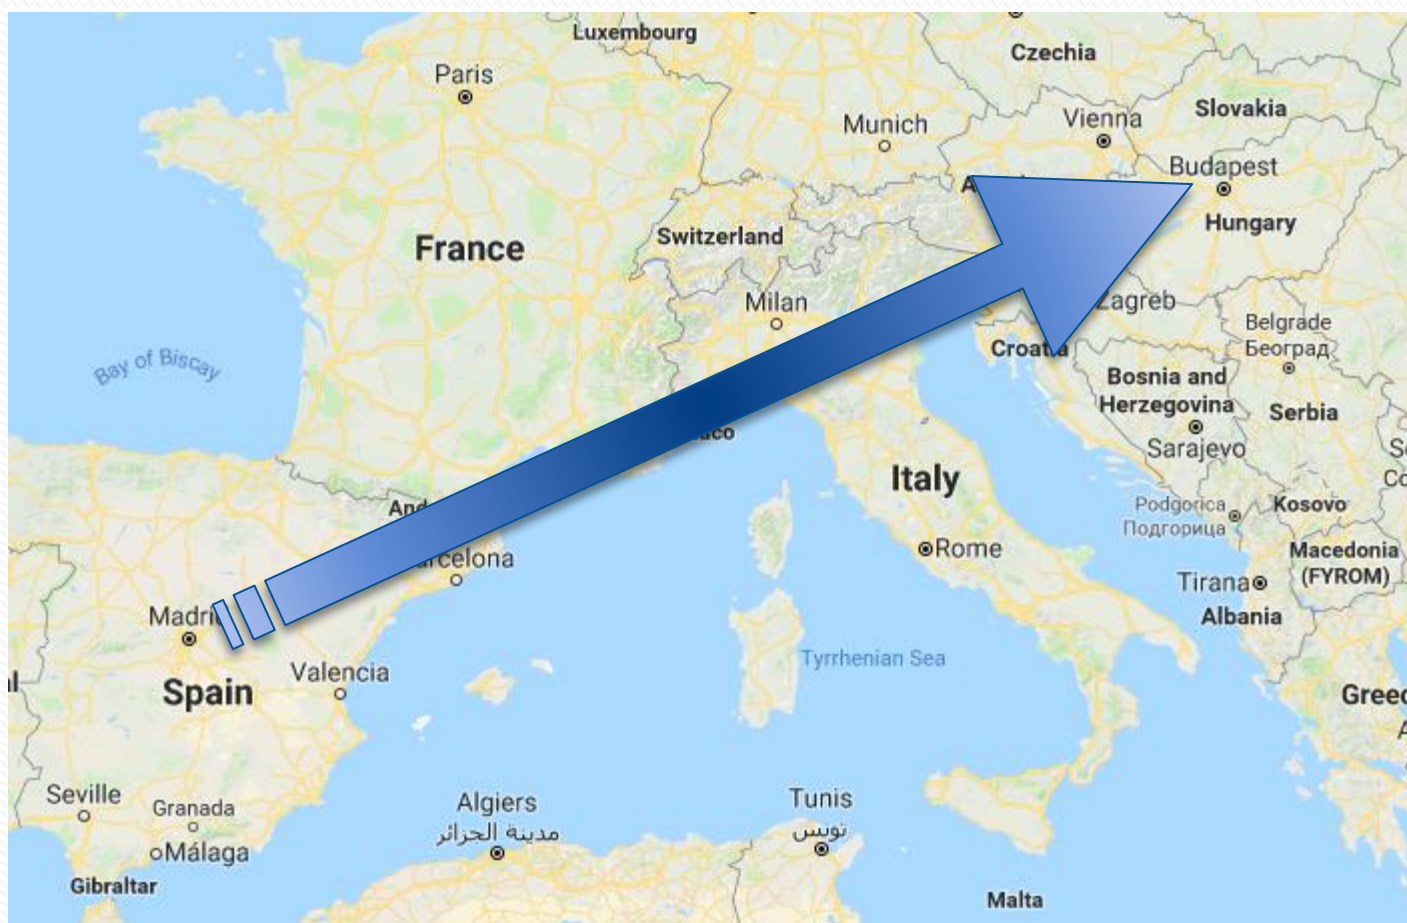 Luxembourg
Czechia
Paris
Slovakia
Munich
Vienna
Budapest
Hungary
Switzerland
France
Milan
Zagreb
Belgrade
Београд
Croatia
Bay of Biscay
Bosnia and
Herzegovina
Serbia
Sarajevo
Italy
Podgorica
Подгорица
Kosovo
Rome
Macedonia
(FYROM)
Tirana
Albania
Tyrrhenian Sea
Valencia
Spain
Seville
Granada
Málaga
Gibraltar
Algiers
مدينة الجزائر
Tunis
تونس
Malta